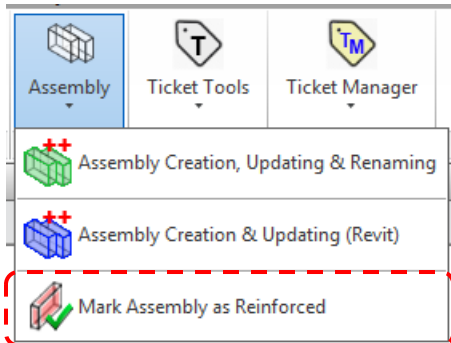 T
TM
Assembly
Ticket Tools
Ticket Manager
Assembly Creation, Updating & Renaming
Assembly Creation & Updating (Revit)
Mark Assembly as Reinforced